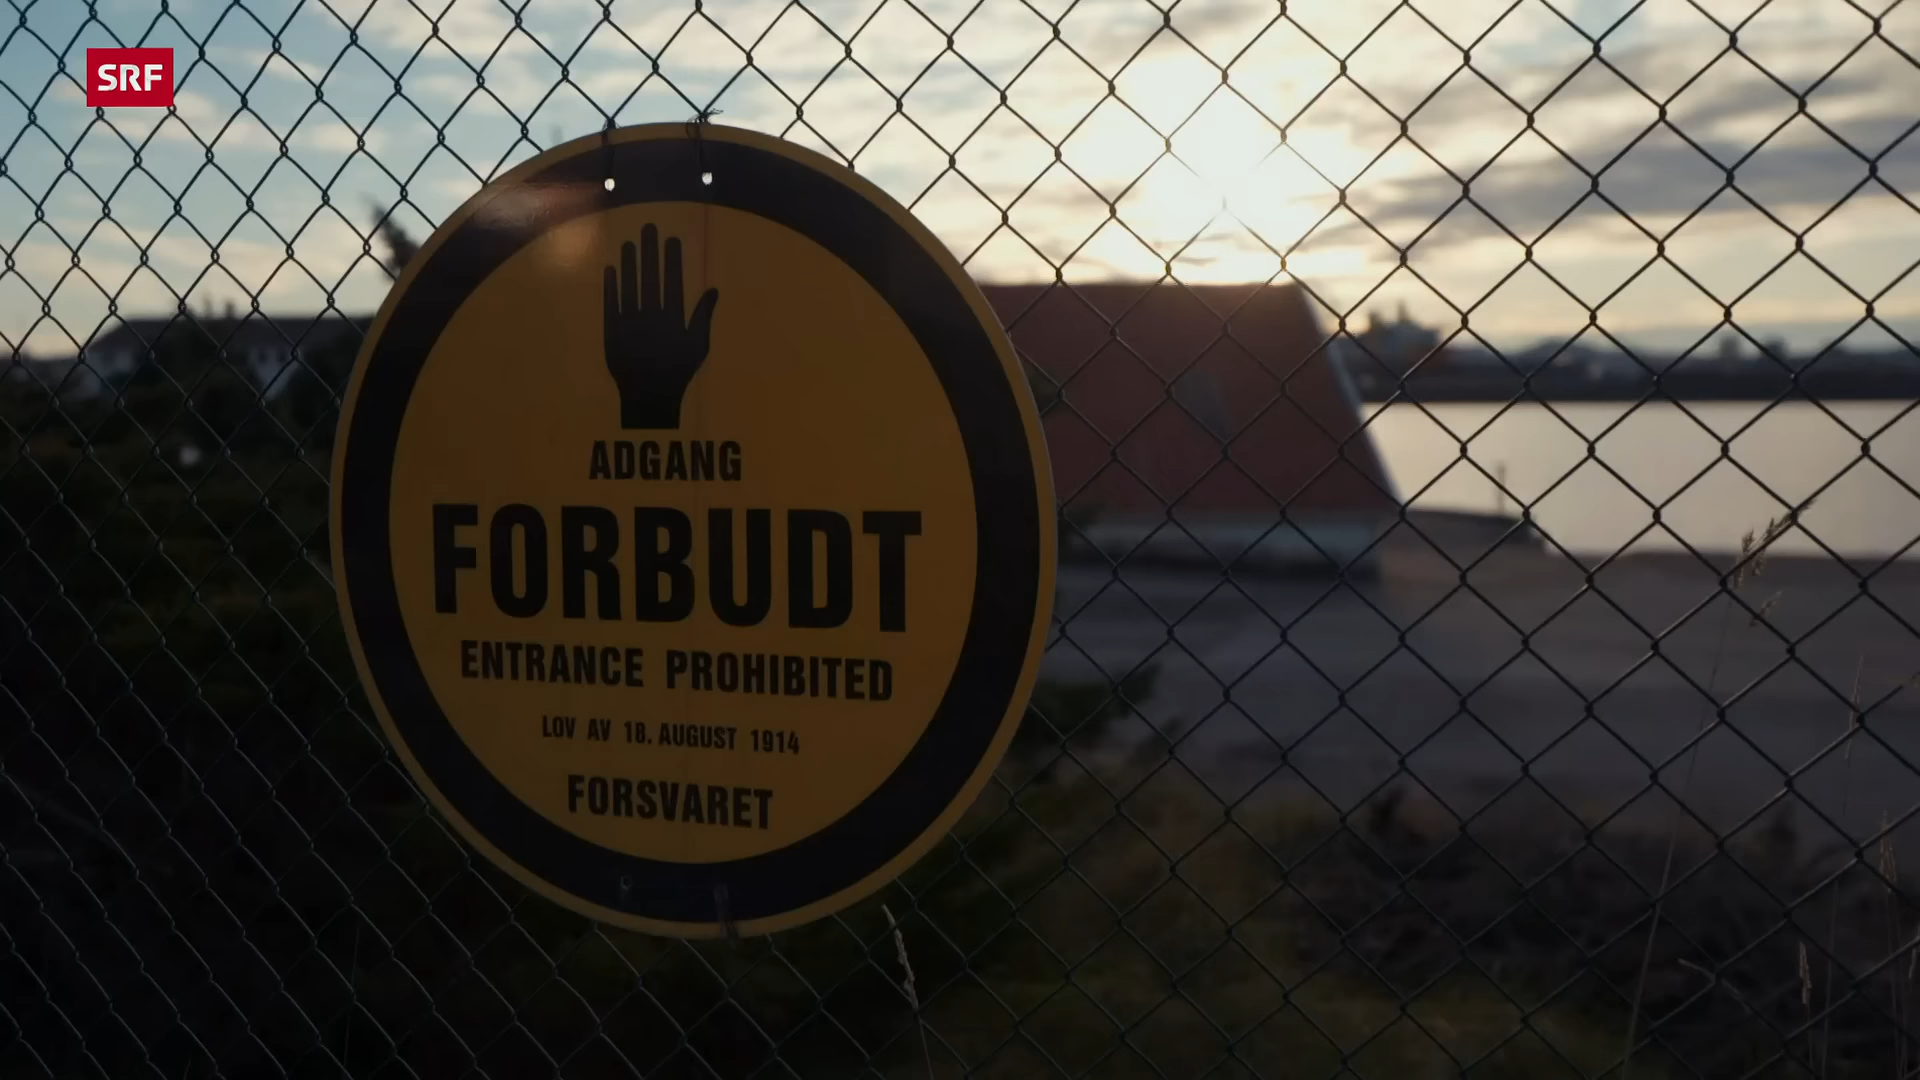 SRF
ADGANG
FORBUDT
ENTRANCE PROHIBITED
LOV AV 18. AUGUST 1914
FORSVARET